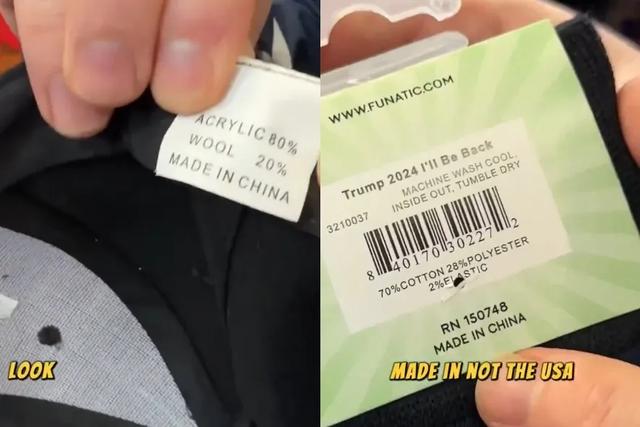 ACRYLIC 80%
WOOL 20%
MADE IN CHINA
LOOK
WWW.FUNATIC.COM
Trump 2024 I'll Be Back
MACHINE WASH COOL,
INSIDE OUT, TUMBLE DRY
3210037
8 40170 30227 2
70%COTTON 28%POLYESTER
2%ELASTIC
RN 150748
MADE IN CHINA
MADE IN NOT THE USA